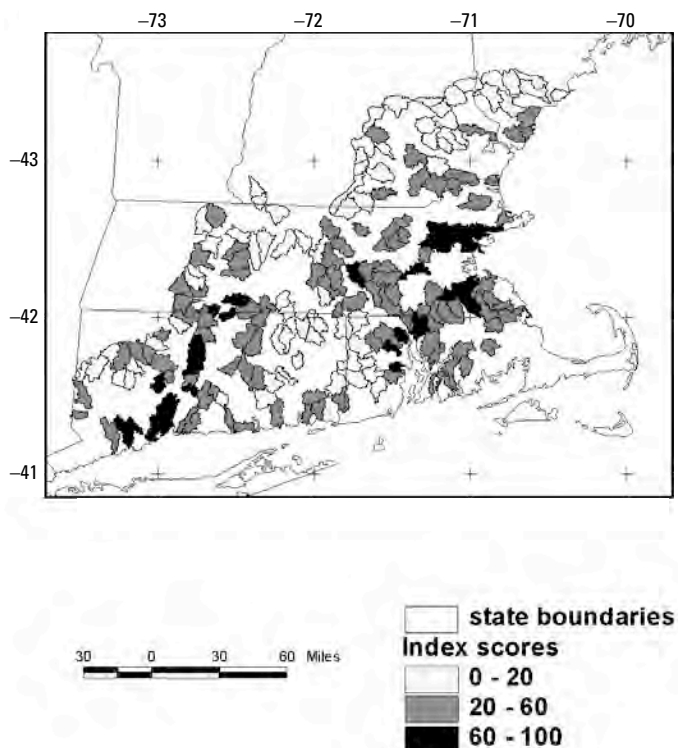 –73 –72 –71 –70
–43
–42
–41
30 0 30 60 Miles
state boundaries
Index scores
0 - 20
20 - 60
60 - 100